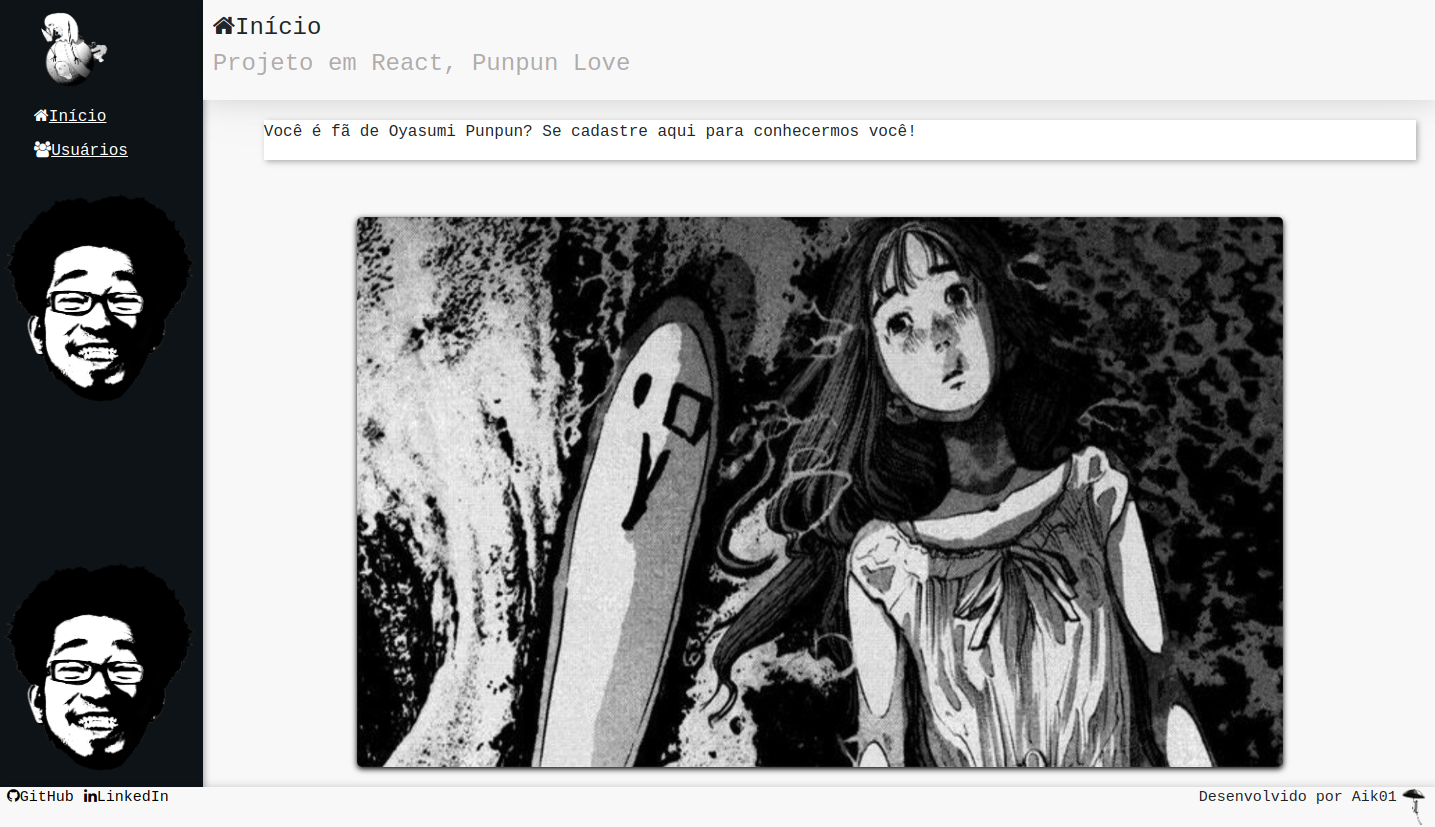 Início
Projeto em React, Punpun Love
Início
Usuários
Você é fã de Oyasumi Punpun? Se cadastre aqui para conhecermos você!
GitHub LinkedIn
Desenvolvido por Aik01